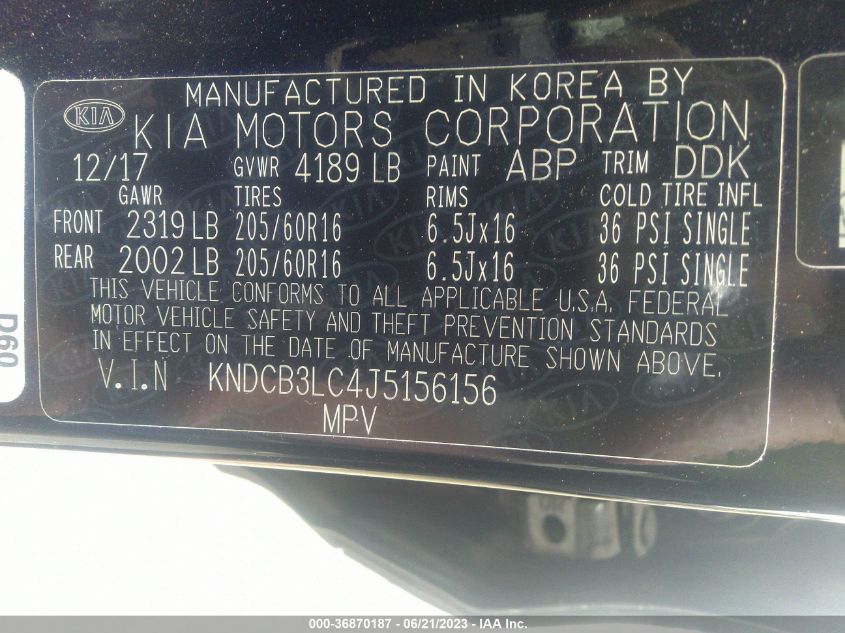 MANUFACTURED IN KOREA BY
KIA KIA MOTORS CORPORATION
12/17 GVWR 4189 LB PAINT ABP TRIM DDK
GAWR TIRES RIMS COLD TIRE INFL
FRONT 2319 LB 205/60R16 6.5Jx16 36 PSI SINGLE
REAR 2002 LB 205/60R16 6.5Jx16 36 PSI SINGLE
THIS VEHICLE CONFORMS TO ALL APPLICABLE U.S.A. FEDERAL
MOTOR VEHICLE SAFETY AND THEFT PREVENTION STANDARDS
IN EFFECT ON THE DATE OF MANUFACTURE SHOWN ABOVE.
V.I.N KNDCB3LC4J5156156
MPV
D60
000-36870187 - 06/21/2023 - IAAI.COM